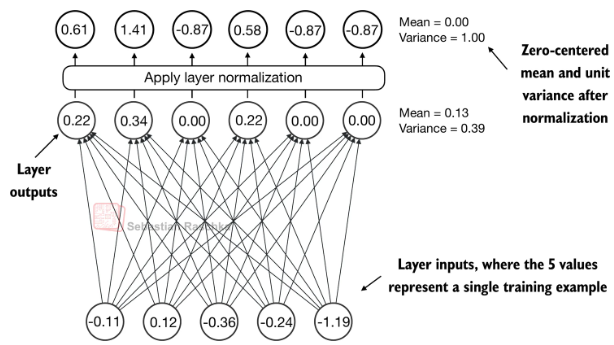 0.61 1.41 -0.87 0.58 -0.87 -0.87
Mean = 0.00
Variance = 1.00
Zero-centered
mean and unit
variance after
normalization
Apply layer normalization
0.22 0.34 0.00 0.22 0.00 0.00
Mean = 0.13
Variance = 0.39
Layer
outputs
Sebastian Raschka
Layer inputs, where the 5 values
represent a single training example
-0.11 0.12 -0.36 -0.24 -1.19